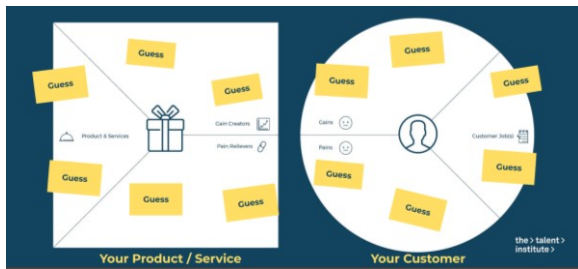 Guess
Guess
Guess
Gain Creators
Product & Services
Pain Relievers
Guess
Guess
Guess
Your Product / Service
Guess
Guess
Guess
Gains
Customer Job(s)
Pains
Guess
Guess
Guess
Your Customer
the > talent >
institute >